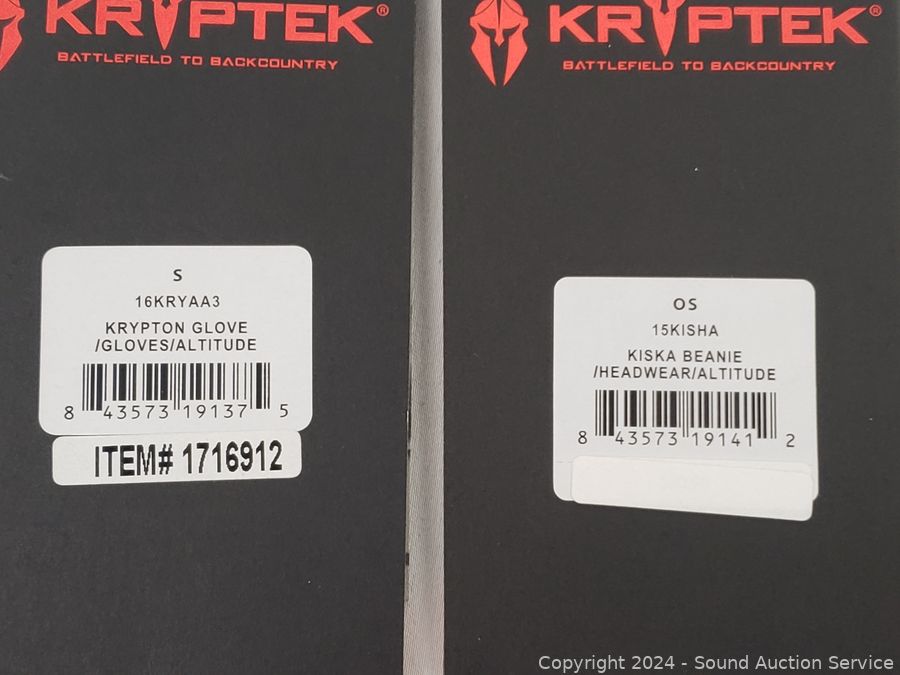 KRYPTEK®
BATTLEFIELD TO BACKCOUNTRY
S
16KRYAA3
KRYPTON GLOVE
/GLOVES/ALTITUDE
8 43573 19137 5
ITEM# 1716912
KRYPTEK®
BATTLEFIELD TO BACKCOUNTRY
OS
15KISHA
KISKA BEANIE
/HEADWEAR/ALTITUDE
8 43573 19141 2
Copyright 2024 - Sound Auction Service